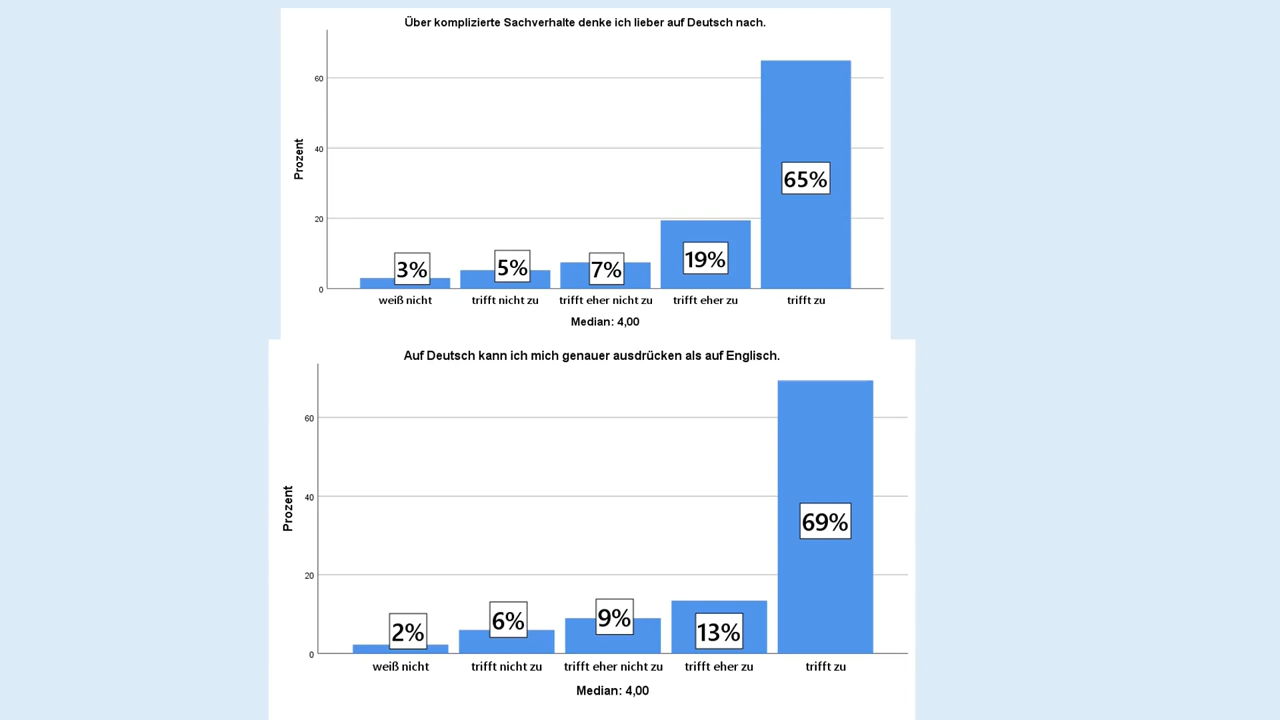 Über komplizierte Sachverhalte denke ich lieber auf Deutsch nach.
Prozent
60
40
20
0
3%
5%
7%
19%
65%
weiß nicht
trifft nicht zu
trifft eher nicht zu
trifft eher zu
trifft zu
Median: 4,00
Auf Deutsch kann ich mich genauer ausdrücken als auf Englisch.
Prozent
60
40
20
0
2%
6%
9%
13%
69%
weiß nicht
trifft nicht zu
trifft eher nicht zu
trifft eher zu
trifft zu
Median: 4,00